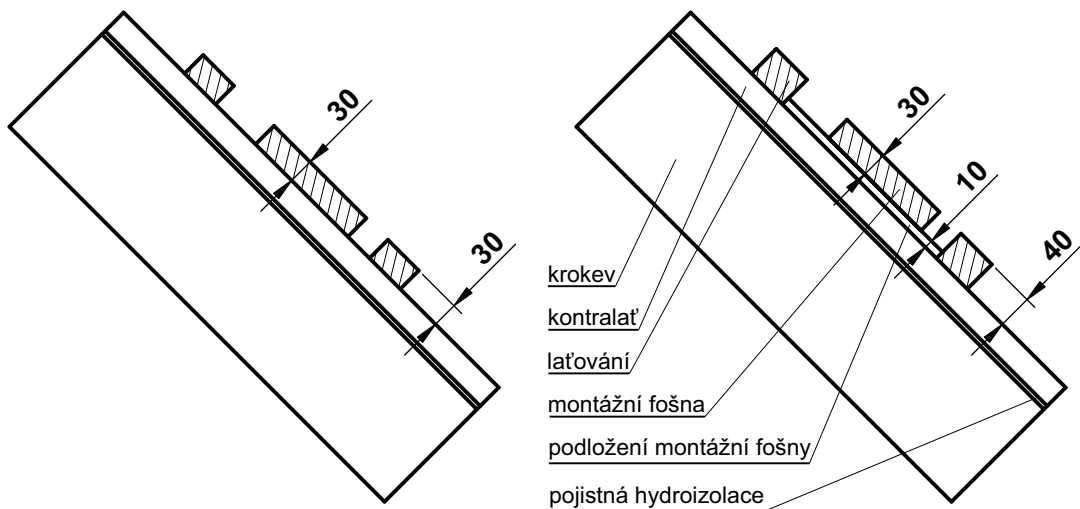 30
30
30
10
40
krokev
kontralať
laťování
montážní fošna
podložení montážní fošny
pojistná hydroizolace